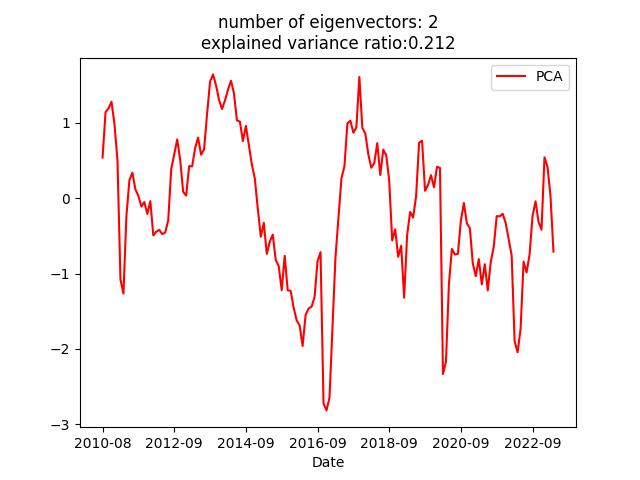 number of eigenvectors: 2
explained variance ratio:0.212
PCA
1
0
−1
−2
−3
2010-08 2012-09 2014-09 2016-09 2018-09 2020-09 2022-09
Date